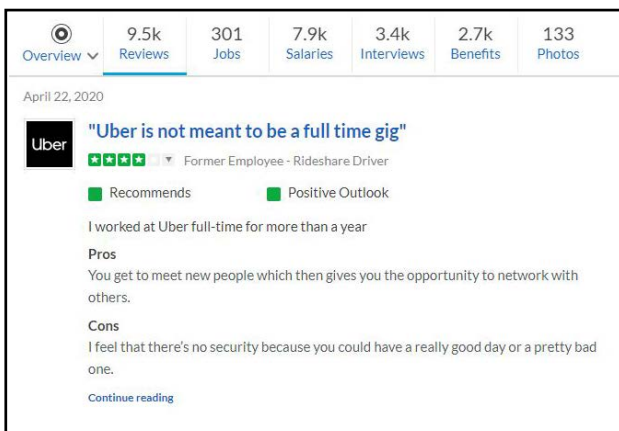 9.5k 301 7.9k 3.4k 2.7k 133
Overview Reviews Jobs Salaries Interviews Benefits Photos
April 22, 2020
Uber
"Uber is not meant to be a full time gig"
Former Employee - Rideshare Driver
Recommends Positive Outlook
I worked at Uber full-time for more than a year
Pros
You get to meet new people which then gives you the opportunity to network with
others.
Cons
I feel that there's no security because you could have a really good day or a pretty bad
one.
Continue reading